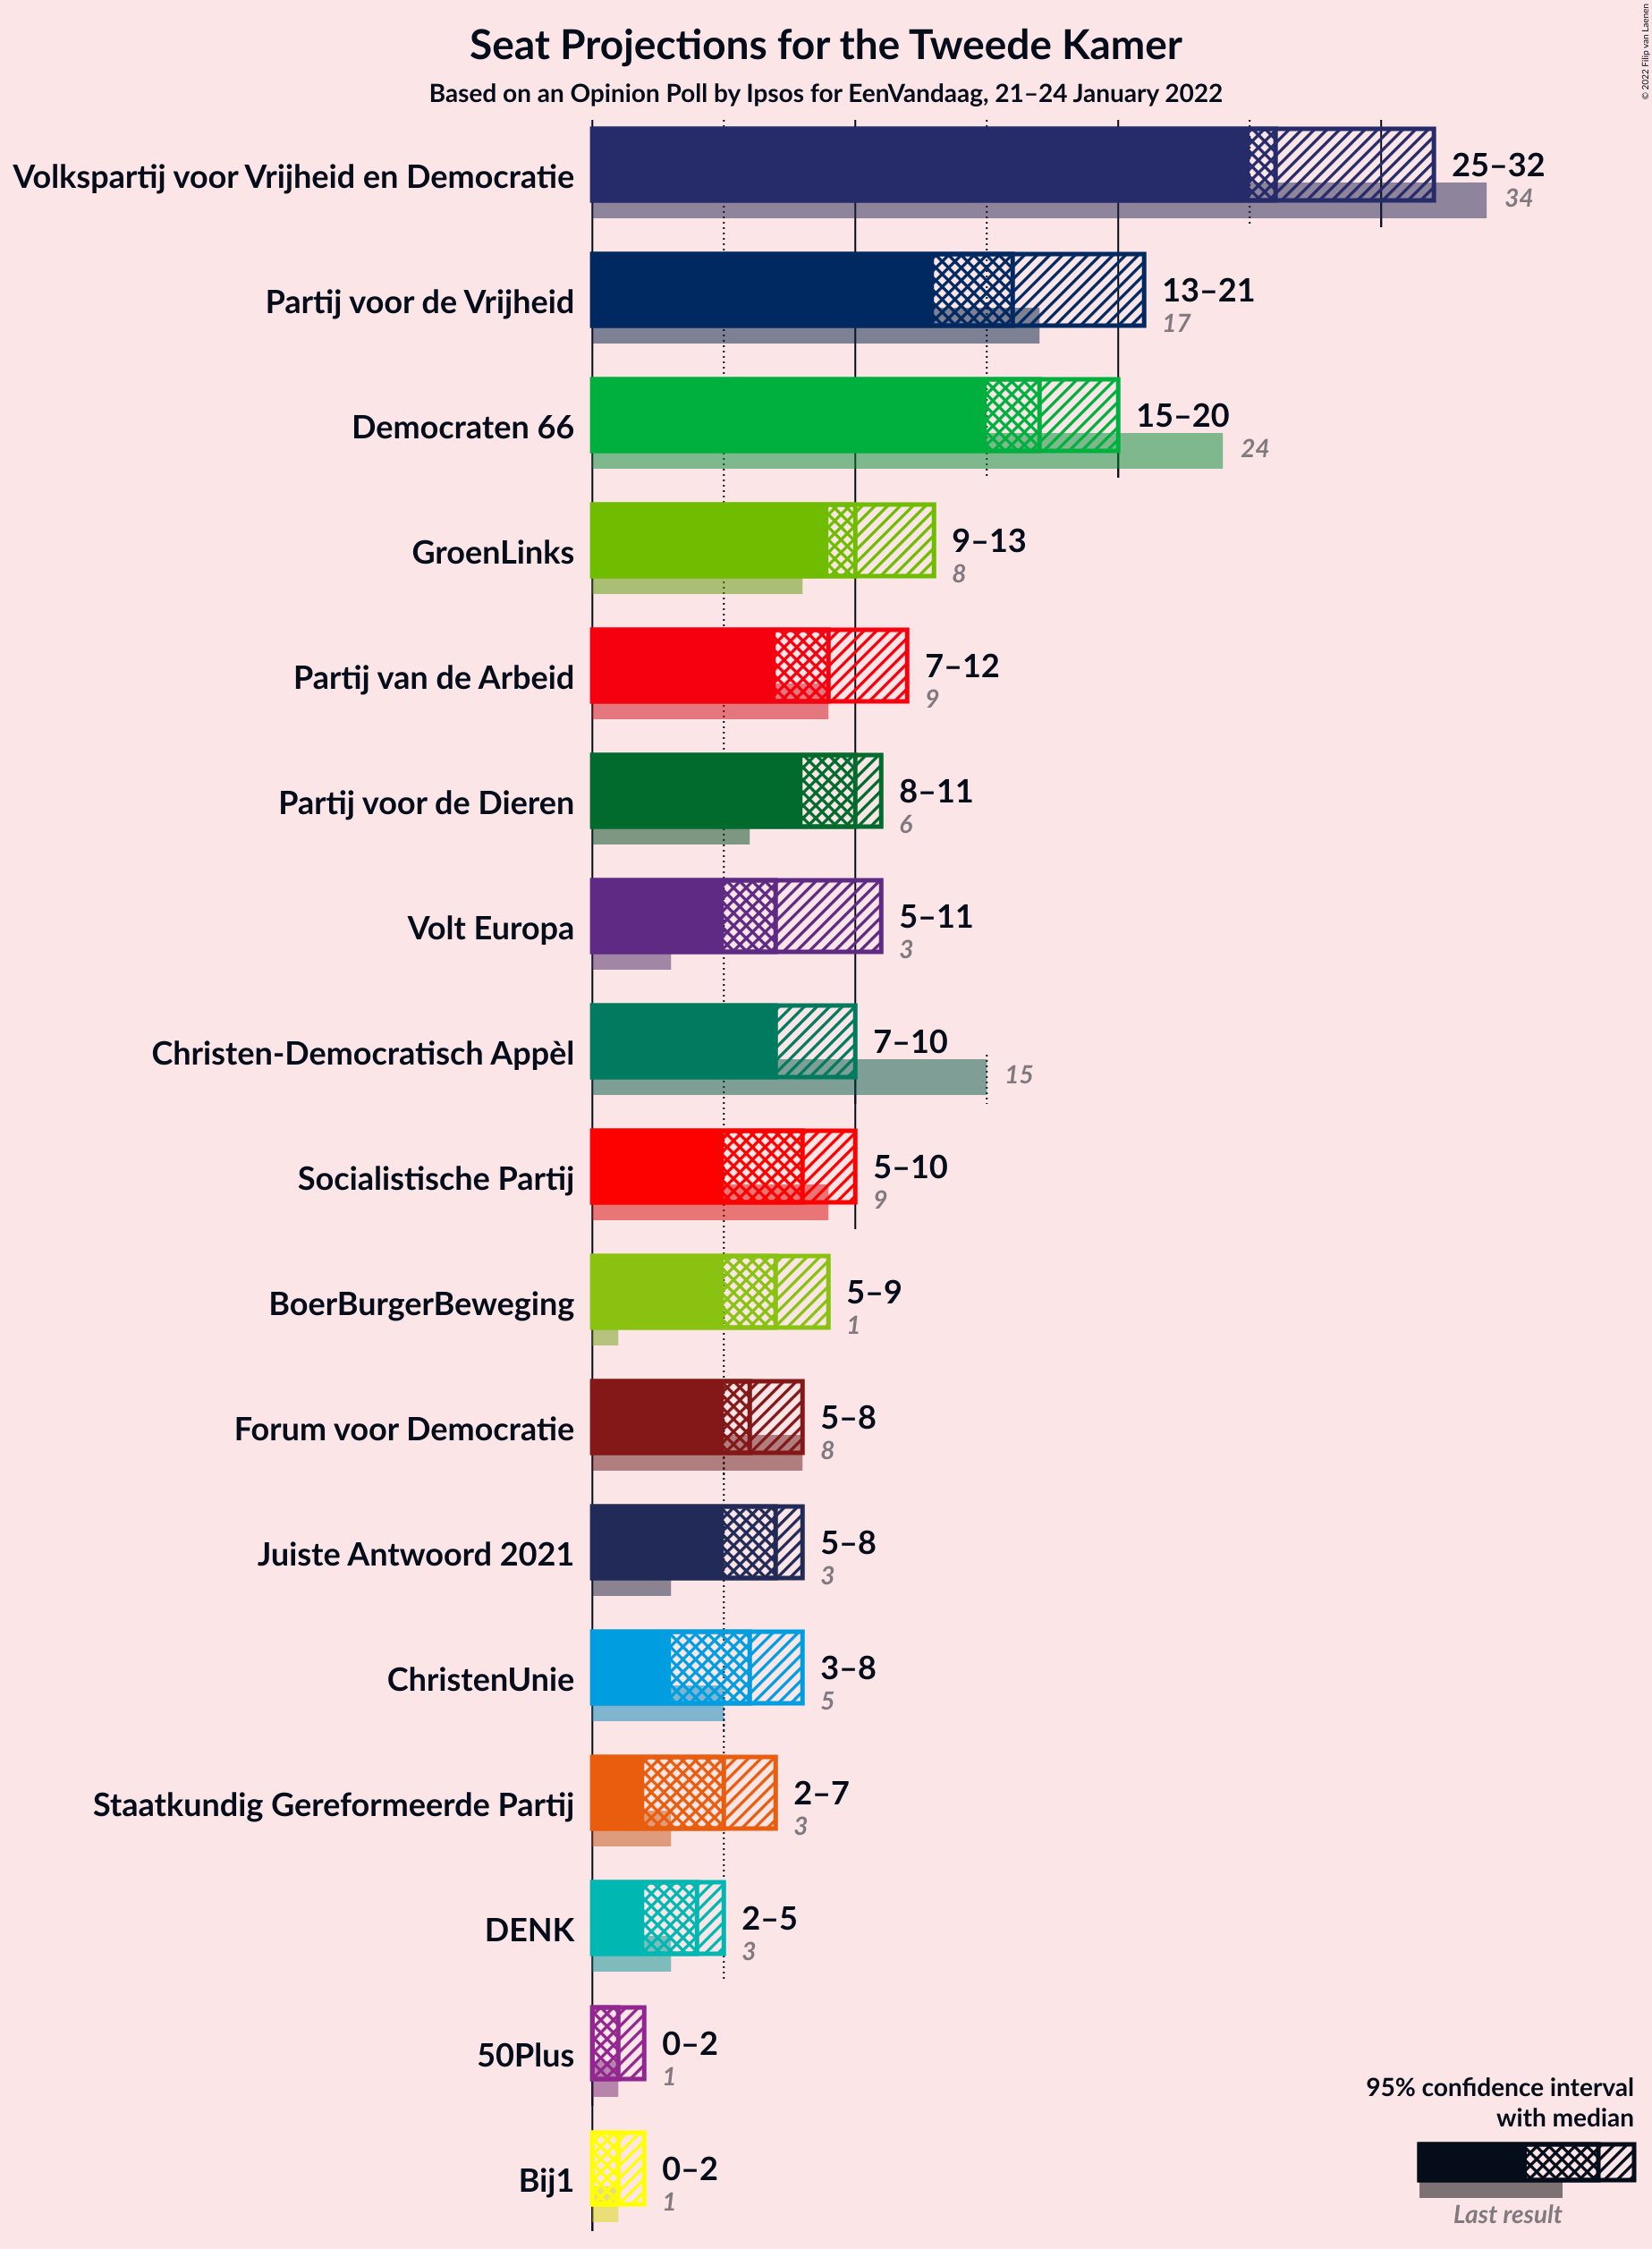 © 2022 Filip van Laenen
Seat Projections for the Tweede Kamer
Based on an Opinion Poll by Ipsos for EenVandaag, 21–24 January 2022
Volkspartij voor Vrijheid en Democratie
25–32
34
Partij voor de Vrijheid
13–21
17
Democraten 66
15–20
24
GroenLinks
9–13
8
Partij van de Arbeid
7–12
9
Partij voor de Dieren
8–11
6
Volt Europa
5–11
3
Christen-Democratisch Appèl
7–10
15
Socialistische Partij
5–10
9
BoerBurgerBeweging
5–9
1
Forum voor Democratie
5–8
8
Juiste Antwoord 2021
5–8
3
ChristenUnie
3–8
5
Staatkundig Gereformeerde Partij
2–7
3
DENK
2–5
3
50Plus
0–2
1
Bij1
0–2
1
95% confidence interval
with median
Last result